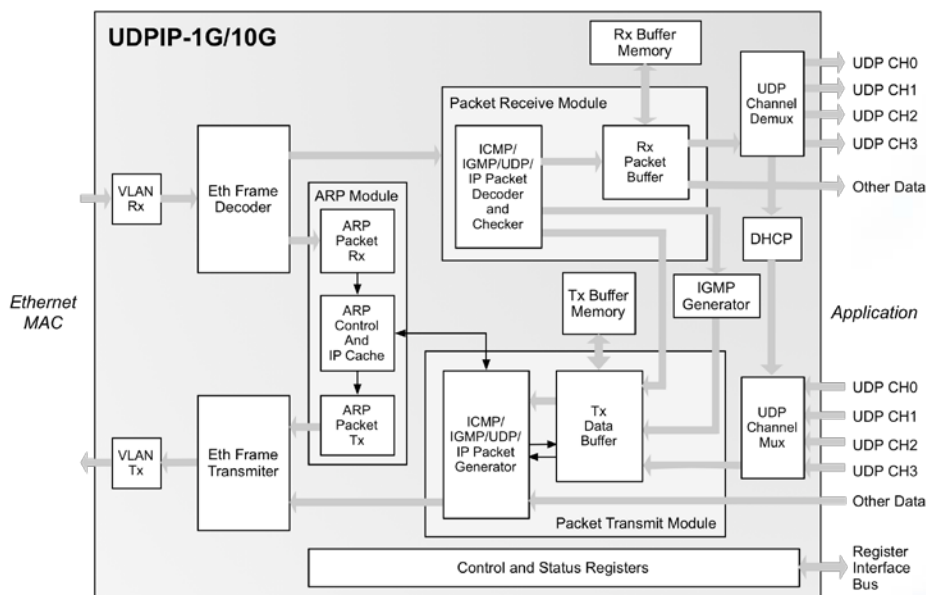 UDPIP-1G/10G
Rx Buffer
Memory
UDP
Channel
Demux
UDP CH0
UDP CH1
UDP CH2
UDP CH3
Other Data
Packet Receive Module
ICMP/
IGMP/UDP/
IP Packet
Decoder
and
Checker
Rx
Packet
Buffer
VLAN
Rx
Eth Frame
Decoder
ARP Module
ARP
Packet
Rx
ARP
Control
And
IP Cache
ARP
Packet
Tx
DHCP
IGMP
Generator
Tx Buffer
Memory
Ethernet
MAC
Application
VLAN
Tx
Eth Frame
Transmiter
ICMP/
IGMP/UDP/
IP Packet
Generator
Tx
Data
Buffer
Packet Transmit Module
UDP
Channel
Mux
UDP CH0
UDP CH1
UDP CH2
UDP CH3
Other Data
Control and Status Registers
Register
Interface
Bus